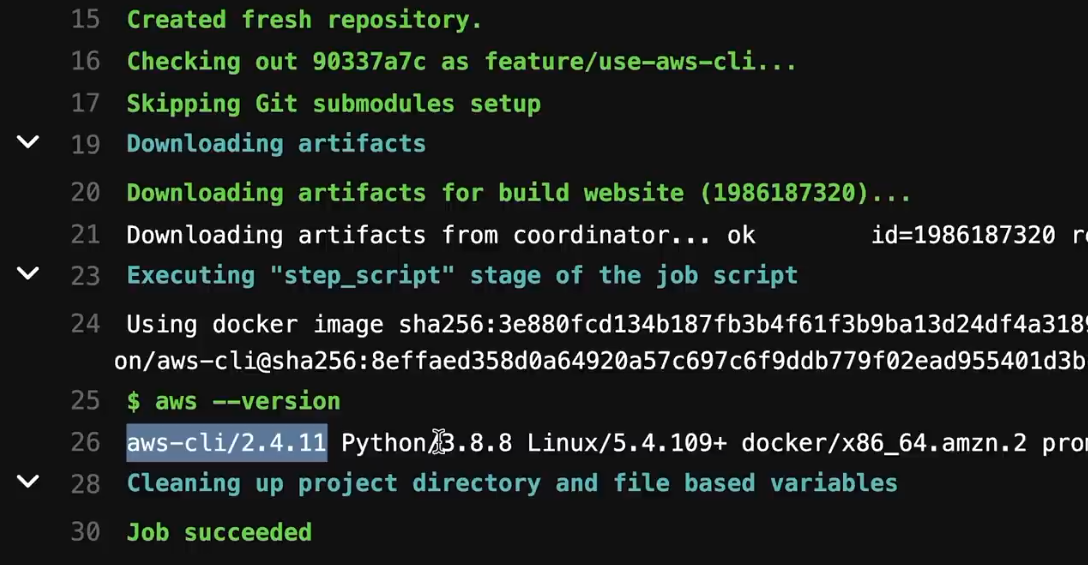 15 Created fresh repository.
16 Checking out 90337a7c as feature/use-aws-cli...
17 Skipping Git submodules setup
19 Downloading artifacts
20 Downloading artifacts for build website (1986187320)...
21 Downloading artifacts from coordinator... ok id=1986187320 re
23 Executing "step_script" stage of the job script
24 Using docker image sha256:3e880fcd134b187fb3b4f61f3b9ba13d24df4a3189
on/aws-cli@sha256:8effaed358d0a64920a57c697c6f9ddb779f02ead955401d3b
25 $ aws --version
26 aws-cli/2.4.11 Python/3.8.8 Linux/5.4.109+ docker/x86_64.amzn.2 pro
28 Cleaning up project directory and file based variables
30 Job succeeded